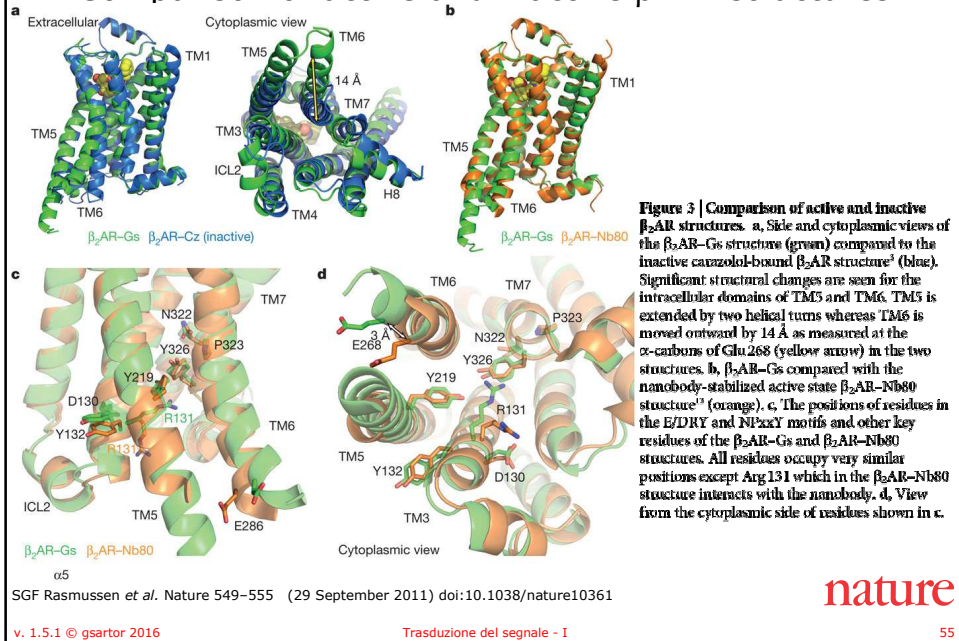 a
Extracellular
Cytoplasmic view
TM6
TM5
TM1
14 Å
TM7
TM5
TM3
ICL2
H8
TM6
TM4
β₂AR–Gs β₂AR–Cz (inactive)
b
TM1
TM5
TM6
β₂AR–Gs β₂AR–Nb80
c
TM7
N322
P323
Y326
Y219
D130
R131
Y132
R131
TM6
ICL2
TM5
E286
β₂AR–Gs β₂AR–Nb80
α5
d
TM6
TM7
P323
N322
3 Å
E268
Y326
Y219
R131
TM5
Y132
D130
TM3
Cytoplasmic view
Figure 3 | Comparison of active and inactive
β₂AR structures. a, Side and cytoplasmic views of
the β₂AR–Gs structure (green) compared to the
inactive carazolol-bound β₂AR structure³ (blue).
Significant structural changes are seen for the
intracellular domains of TM5 and TM6. TM5 is
extended by two helical turns whereas TM6 is
moved outward by 14 Å as measured at the
α-carbons of Glu 268 (yellow arrow) in the two
structures. b, β₂AR–Gs compared with the
nanobody-stabilized active state β₂AR–Nb80
structure (orange). c, The positions of residues in
the E/DRY and NPxxY motifs and other key
residues of the β₂AR–Gs and β₂AR–Nb80
structures. All residues occupy very similar
positions except Arg 131 which in the β₂AR–Nb80
structure interacts with the nanobody. d, View
from the cytoplasmic side of residues shown in c.
SGF Rasmussen et al. Nature 549–555 (29 September 2011) doi:10.1038/nature10361
nature
v. 1.5.1 © gsartor 2016
Trasduzione del segnale - I
55